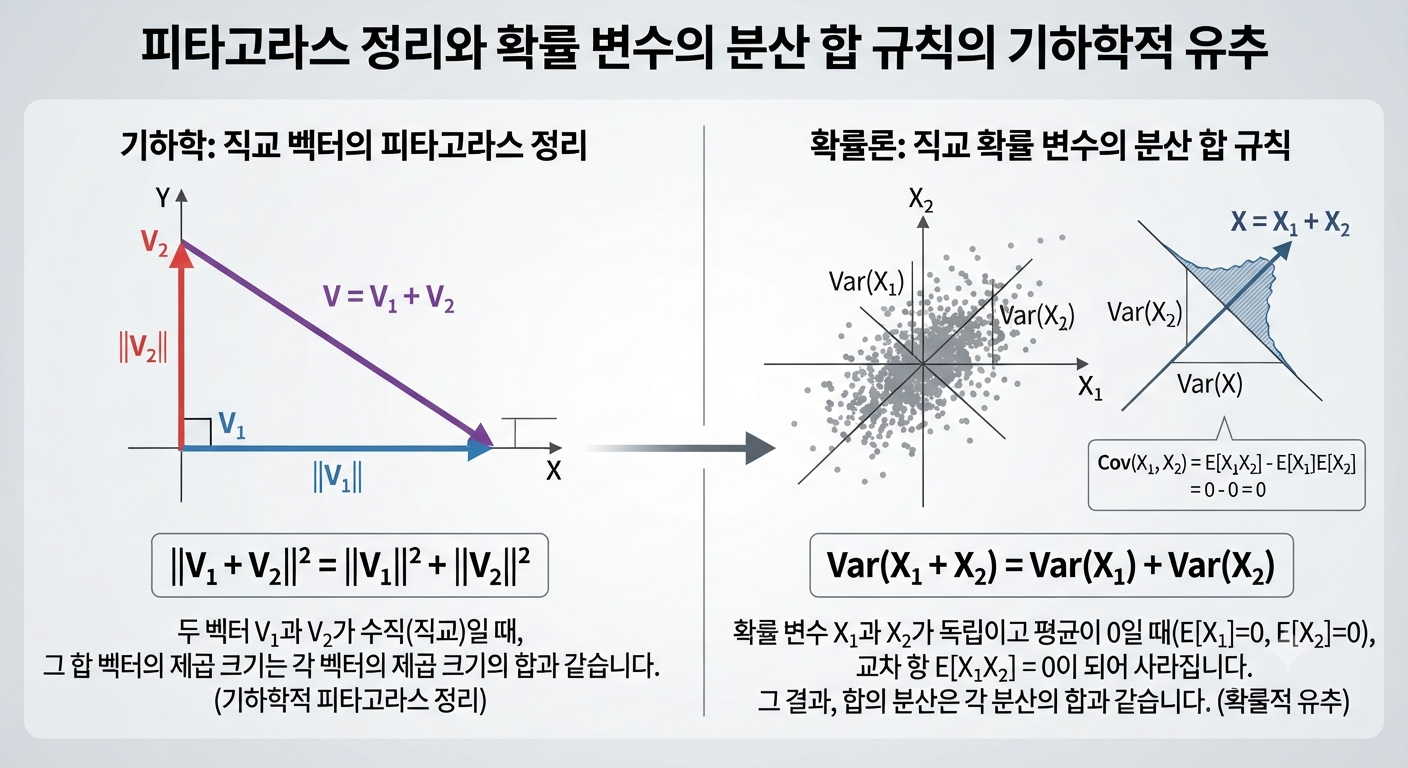 피타고라스 정리와 확률 변수의 분산 합 규칙의 기하학적 유추
기하학: 직교 벡터의 피타고라스 정리
Y
V₂
V = V₁ + V₂
||V₂||
V₁
||V₁||
X
||V₁ + V₂||² = ||V₁||² + ||V₂||²
두 벡터 V₁과 V₂가 수직(직교)일 때,
그 합 벡터의 제곱 크기는 각 벡터의 제곱 크기의 합과 같습니다.
(기하학적 피타고라스 정리)
확률론: 직교 확률 변수의 분산 합 규칙
X₂
Var(X₁)
Var(X₂)
X₁
X = X₁ + X₂
Var(X₂)
Var(X)
Cov(X₁, X₂) = E[X₁X₂] - E[X₁]E[X₂]
= 0 - 0 = 0
Var(X₁ + X₂) = Var(X₁) + Var(X₂)
확률 변수 X₁과 X₂가 독립이고 평균이 0일 때(E[X₁]=0, E[X₂]=0),
교차 항 E[X₁X₂] = 0이 되어 사라집니다.
그 결과, 합의 분산은 각 분산의 합과 같습니다. (확률적 유추)